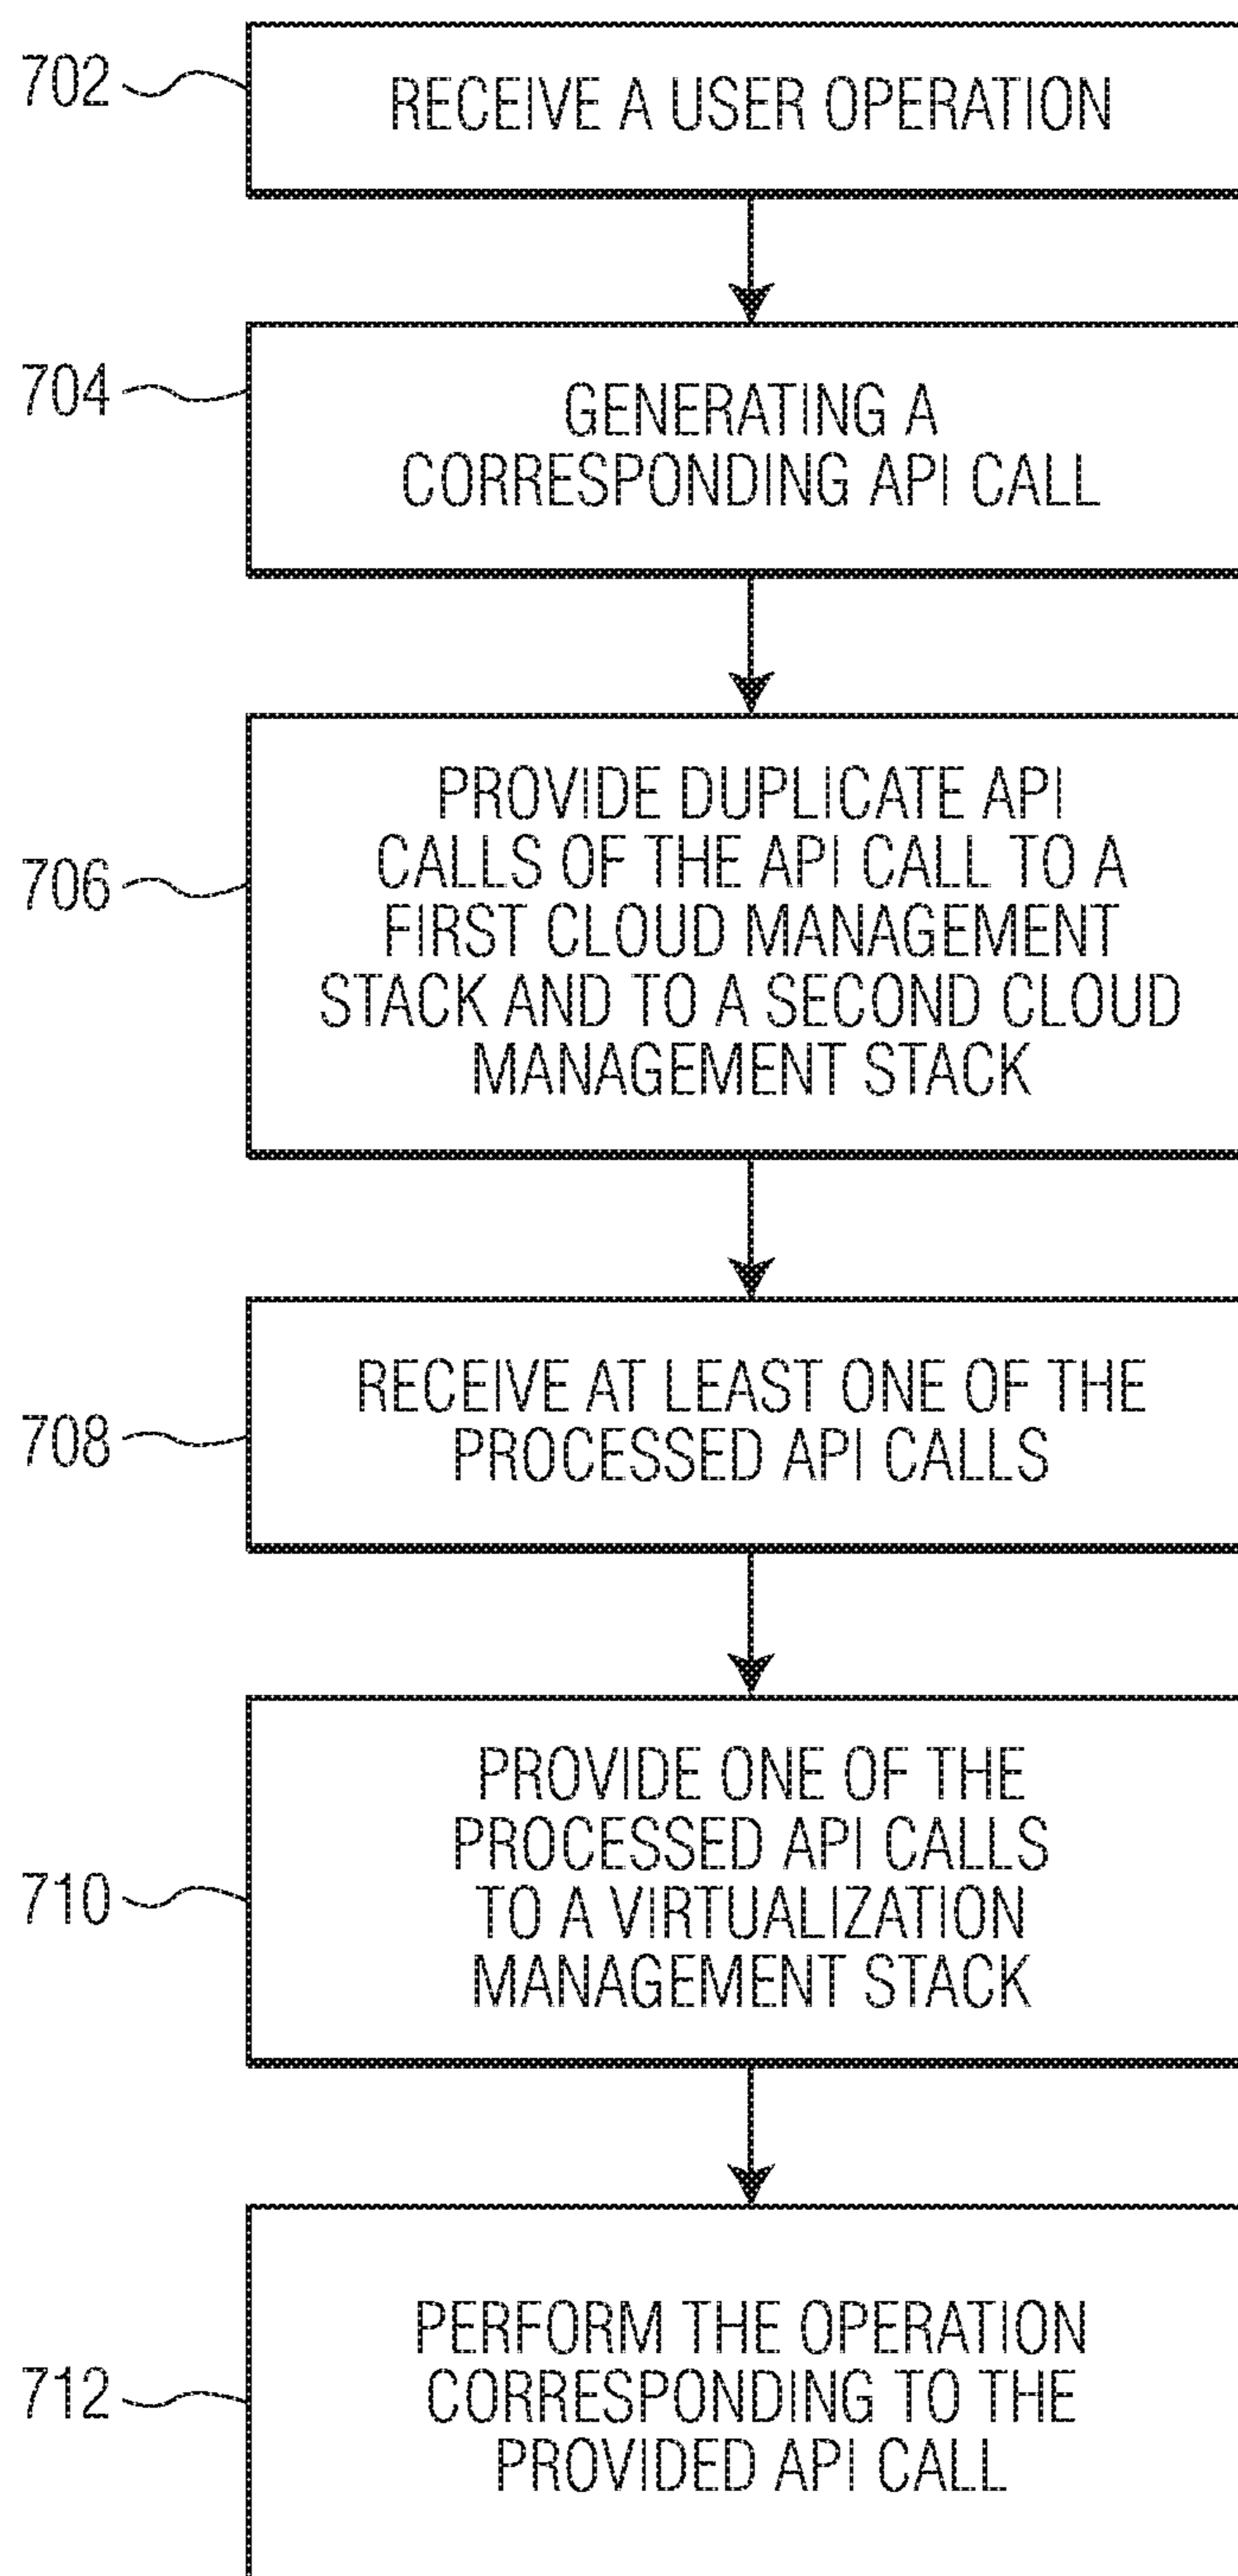 702
RECEIVE A USER OPERATION
704
GENERATING A
CORRESPONDING API CALL
706
PROVIDE DUPLICATE API
CALLS OF THE API CALL TO A
FIRST CLOUD MANAGEMENT
STACK AND TO A SECOND CLOUD
MANAGEMENT STACK
708
RECEIVE AT LEAST ONE OF THE
PROCESSED API CALLS
710
PROVIDE ONE OF THE
PROCESSED API CALLS
TO A VIRTUALIZATION
MANAGEMENT STACK
712
PERFORM THE OPERATION
CORRESPONDING TO THE
PROVIDED API CALL